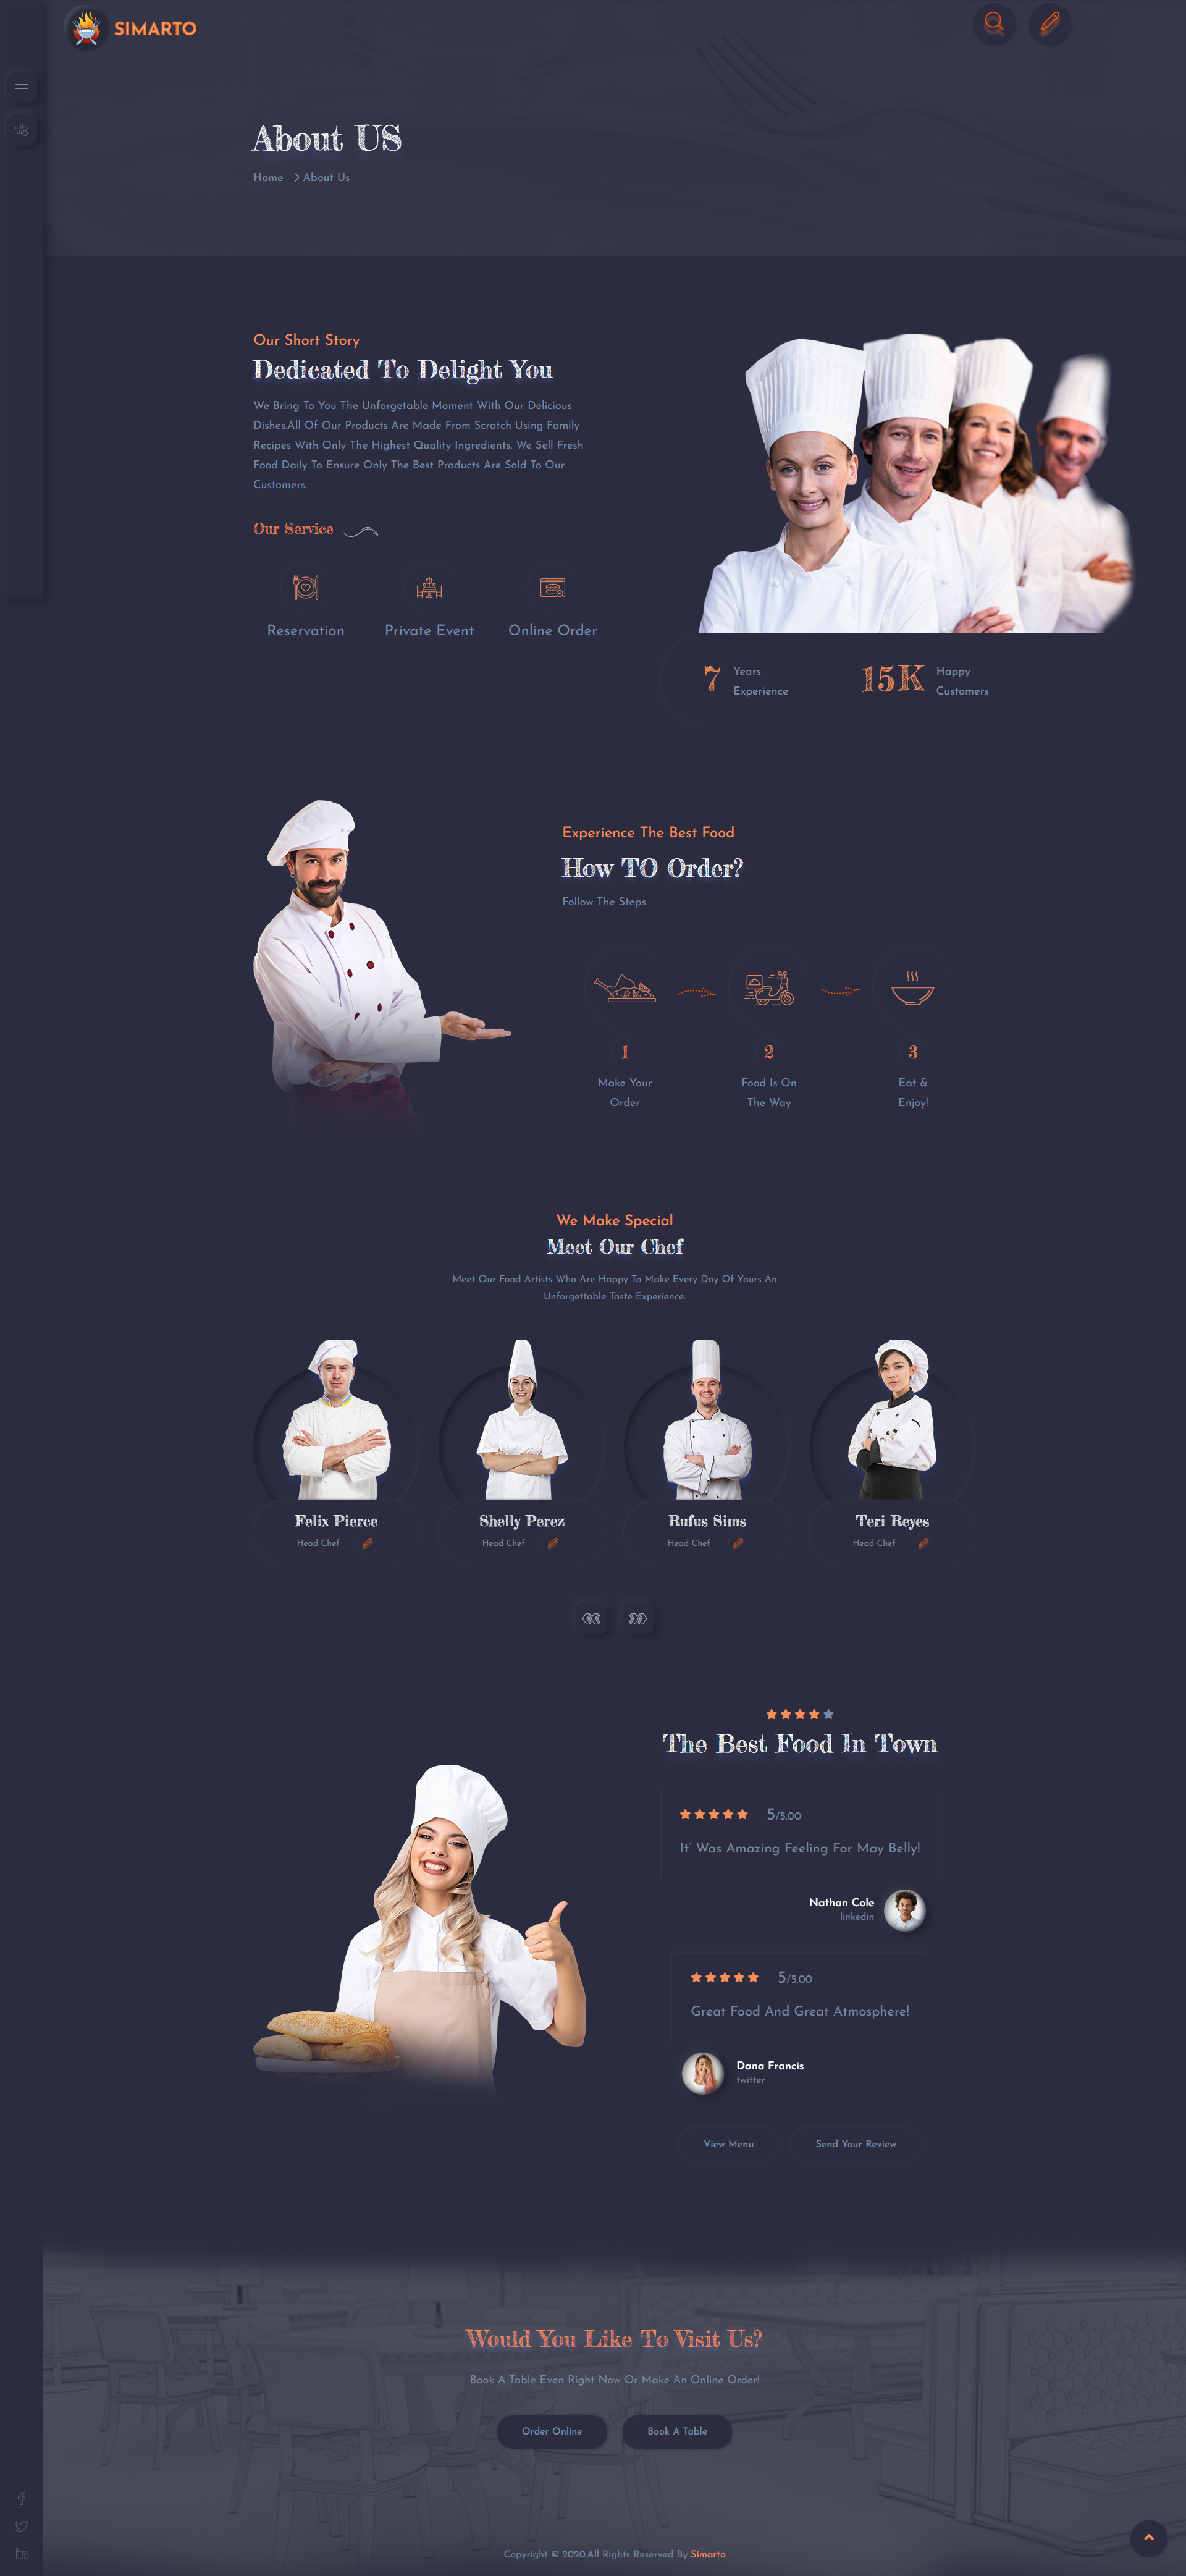 SIMARTO
About US
Home > About Us
Our Short Story
Dedicated To Delight You
We Bring To You The Unforgetable Moment With Our Delicious
Dishes.All Of Our Products Are Made From Scratch Using Family
Recipes With Only The Highest Quality Ingredients. We Sell Fresh
Food Daily To Ensure Only The Best Products Are Sold To Our
Customers.
Our Service
Reservation
Private Event
Online Order
7
Years
Experience
15K
Happy
Customers
Experience The Best Food
How TO Order?
Follow The Steps
1
Make Your
Order
2
Food Is On
The Way
3
Eat &
Enjoy!
We Make Special
Meet Our Chef
Meet Our Food Artists Who Are Happy To Make Every Day Of Yours An
Unforgettable Taste Experience.
Felix Pierce
Head Chef
Shelly Perez
Head Chef
Rufus Sims
Head Chef
Teri Reyes
Head Chef
The Best Food In Town
5/5.00
It' Was Amazing Feeling For May Belly!
Nathan Cole
linkedin
5/5.00
Great Food And Great Atmosphere!
Dana Francis
twitter
View Menu
Send Your Review
Would You Like To Visit Us?
Book A Table Even Right Now Or Make An Online Order!
Order Online
Book A Table
Copyright © 2020.All Rights Reserved By Simarto